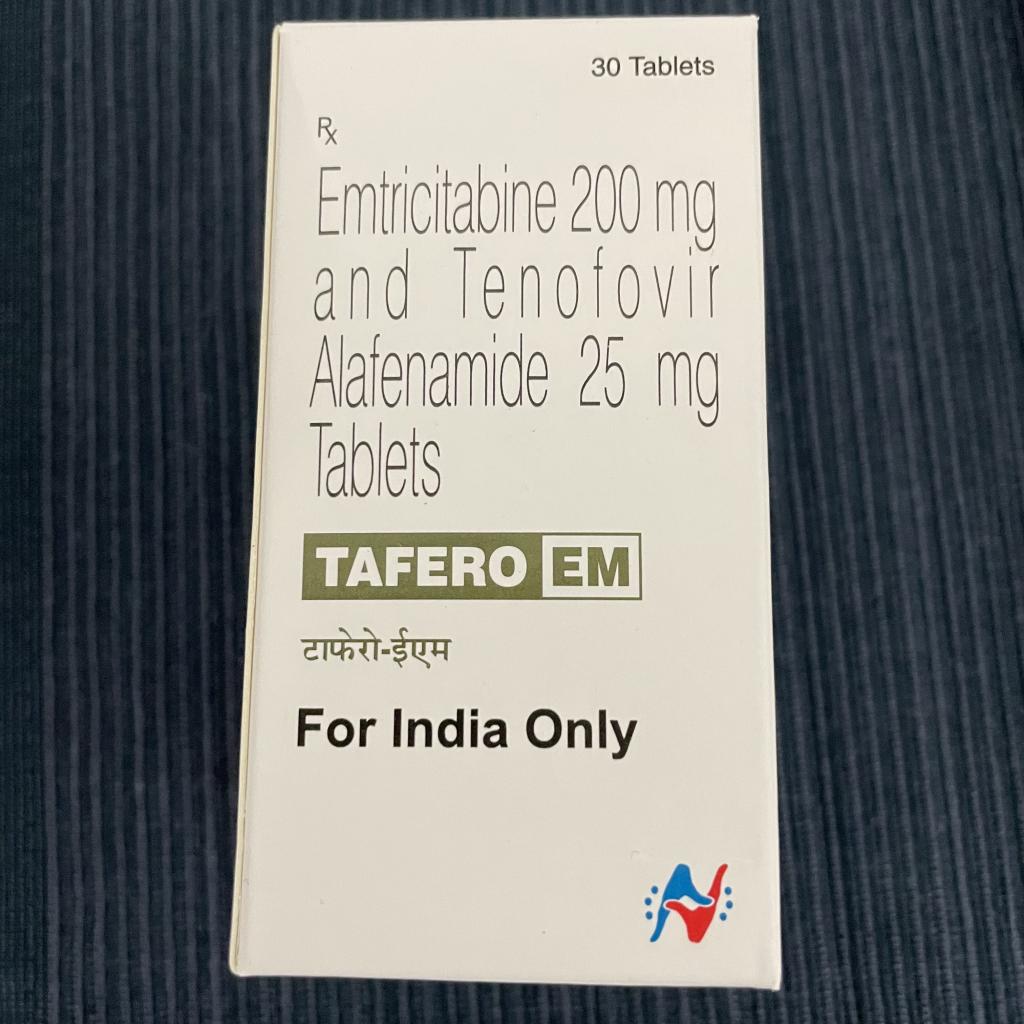 30 Tablets
Rx
Emtricitabine 200 mg
and Tenofovir
Alafenamide 25 mg
Tablets
TAFERO EM
टाफेरो-ईएम
For India Only